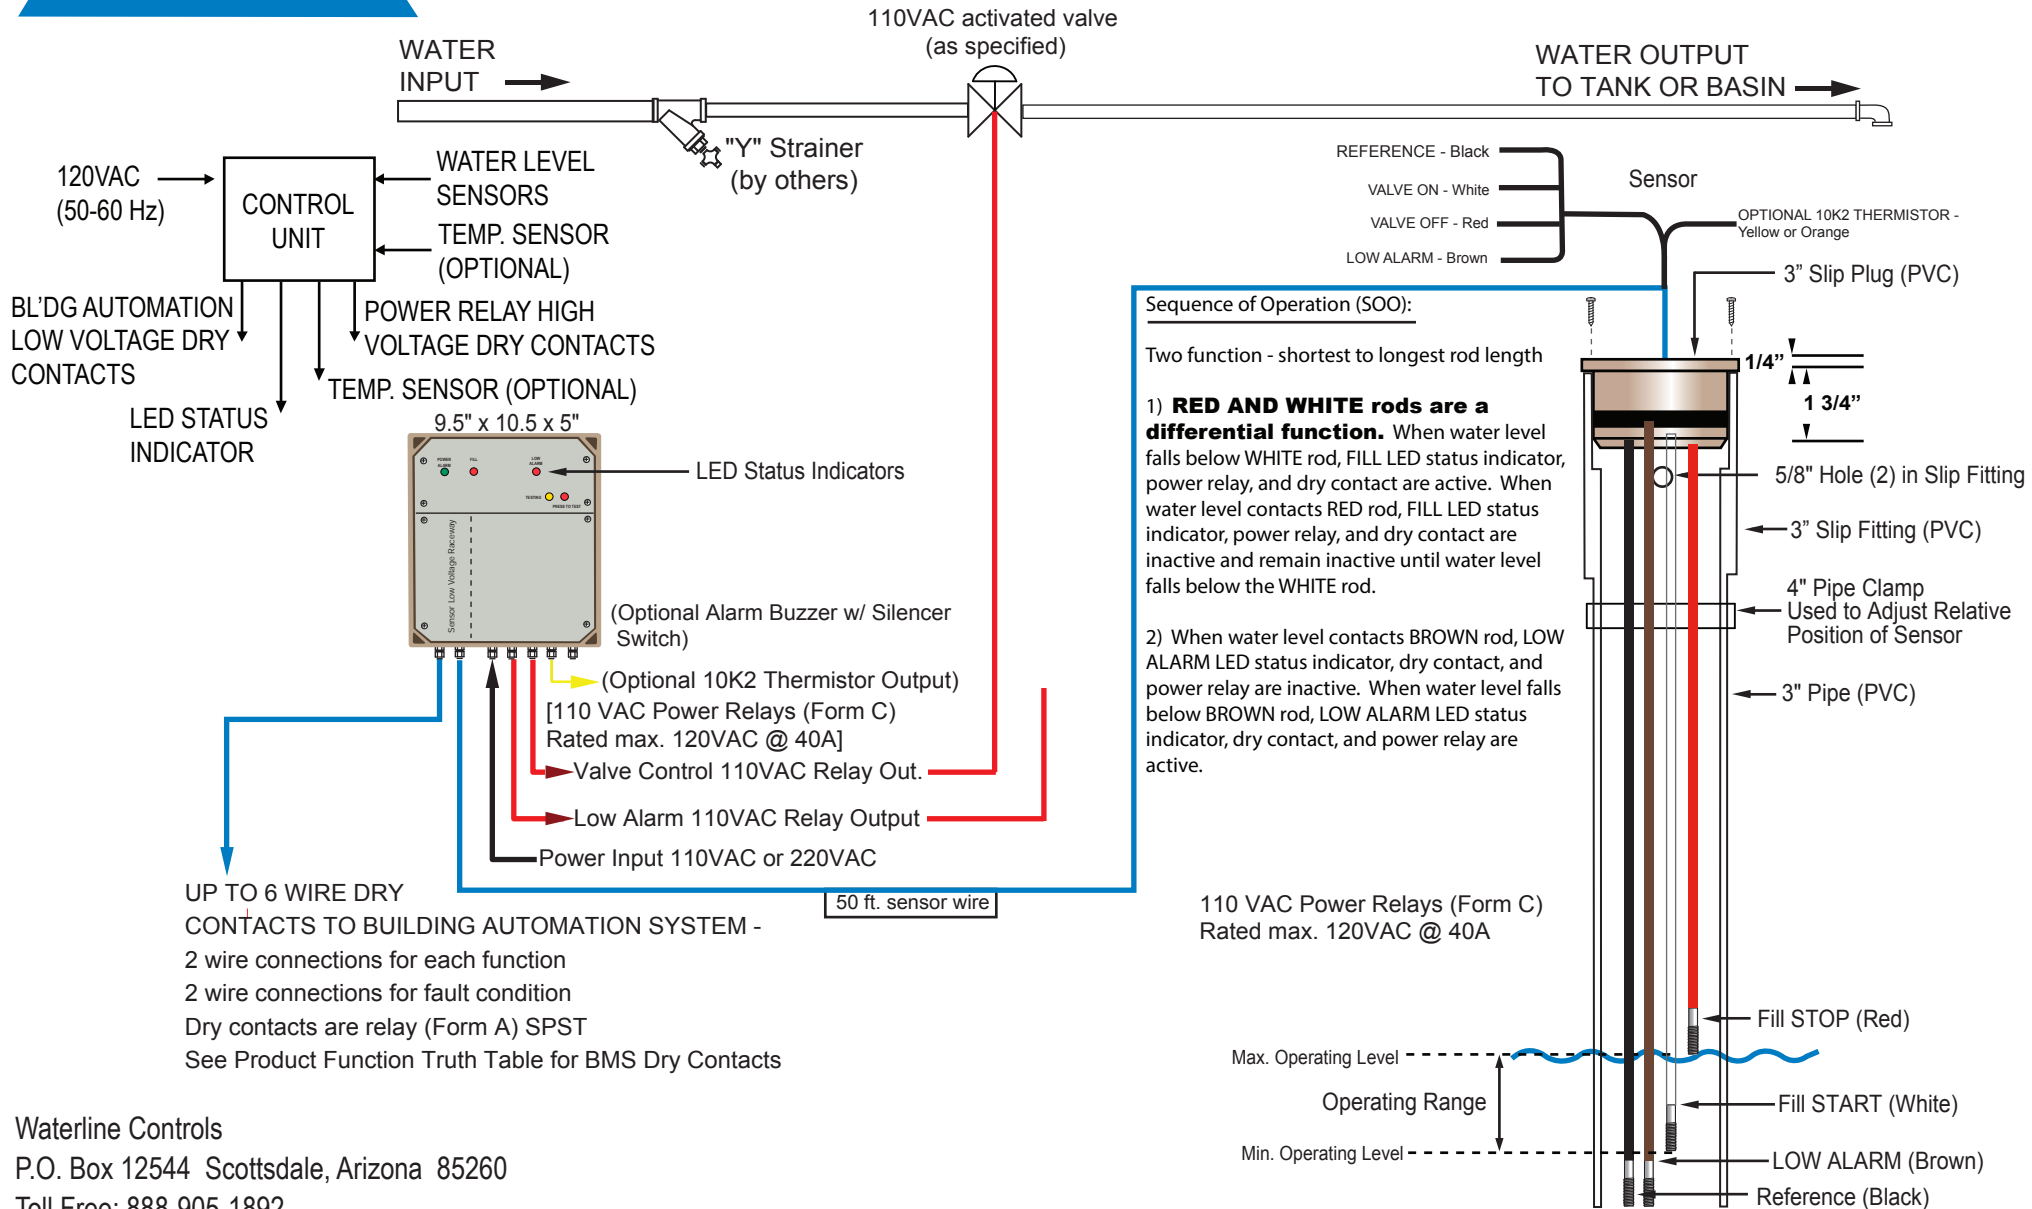 110VAC activated valve
(as specified)
WATER
INPUT
WATER OUTPUT
TO TANK OR BASIN
"Y" Strainer
(by others)
120VAC
(50-60 Hz)
CONTROL
UNIT
WATER LEVEL
SENSORS
TEMP. SENSOR
(OPTIONAL)
BL'DG AUTOMATION
LOW VOLTAGE DRY
CONTACTS
POWER RELAY HIGH
VOLTAGE DRY CONTACTS
TEMP. SENSOR (OPTIONAL)
LED STATUS
INDICATOR
9.5" x 10.5 x 5"
POWER
ALARM
FILL
LOW
ALARM
TESTING
PRESS TO TEST
Sensor Low Voltage Raceway
LED Status Indicators
(Optional Alarm Buzzer w/ Silencer
Switch)
(Optional 10K2 Thermistor Output)
[110 VAC Power Relays (Form C)
Rated max. 120VAC @ 40A]
Valve Control 110VAC Relay Out.
Low Alarm 110VAC Relay Output
Power Input 110VAC or 220VAC
50 ft. sensor wire
UP TO 6 WIRE DRY
CONTACTS TO BUILDING AUTOMATION SYSTEM -
2 wire connections for each function
2 wire connections for fault condition
Dry contacts are relay (Form A) SPST
See Product Function Truth Table for BMS Dry Contacts
Waterline Controls
P.O. Box 12544 Scottsdale, Arizona 85260
Toll Free: 888-905-1892
REFERENCE - Black
VALVE ON - White
VALVE OFF - Red
LOW ALARM - Brown
Sensor
OPTIONAL 10K2 THERMISTOR -
Yellow or Orange
Sequence of Operation (SOO):
Two function - shortest to longest rod length
1) RED AND WHITE rods are a
differential function. When water level
falls below WHITE rod, FILL LED status indicator,
power relay, and dry contact are active. When
water level contacts RED rod, FILL LED status
indicator, power relay, and dry contact are
inactive and remain inactive until water level
falls below the WHITE rod.
2) When water level contacts BROWN rod, LOW
ALARM LED status indicator, dry contact, and
power relay are inactive. When water level falls
below BROWN rod, LOW ALARM LED status
indicator, dry contact, and power relay are
active.
110 VAC Power Relays (Form C)
Rated max. 120VAC @ 40A
3” Slip Plug (PVC)
1/4”
1 3/4”
5/8" Hole (2) in Slip Fitting
3” Slip Fitting (PVC)
4" Pipe Clamp
Used to Adjust Relative
Position of Sensor
3" Pipe (PVC)
Fill STOP (Red)
Max. Operating Level
Operating Range
Fill START (White)
Min. Operating Level
LOW ALARM (Brown)
Reference (Black)